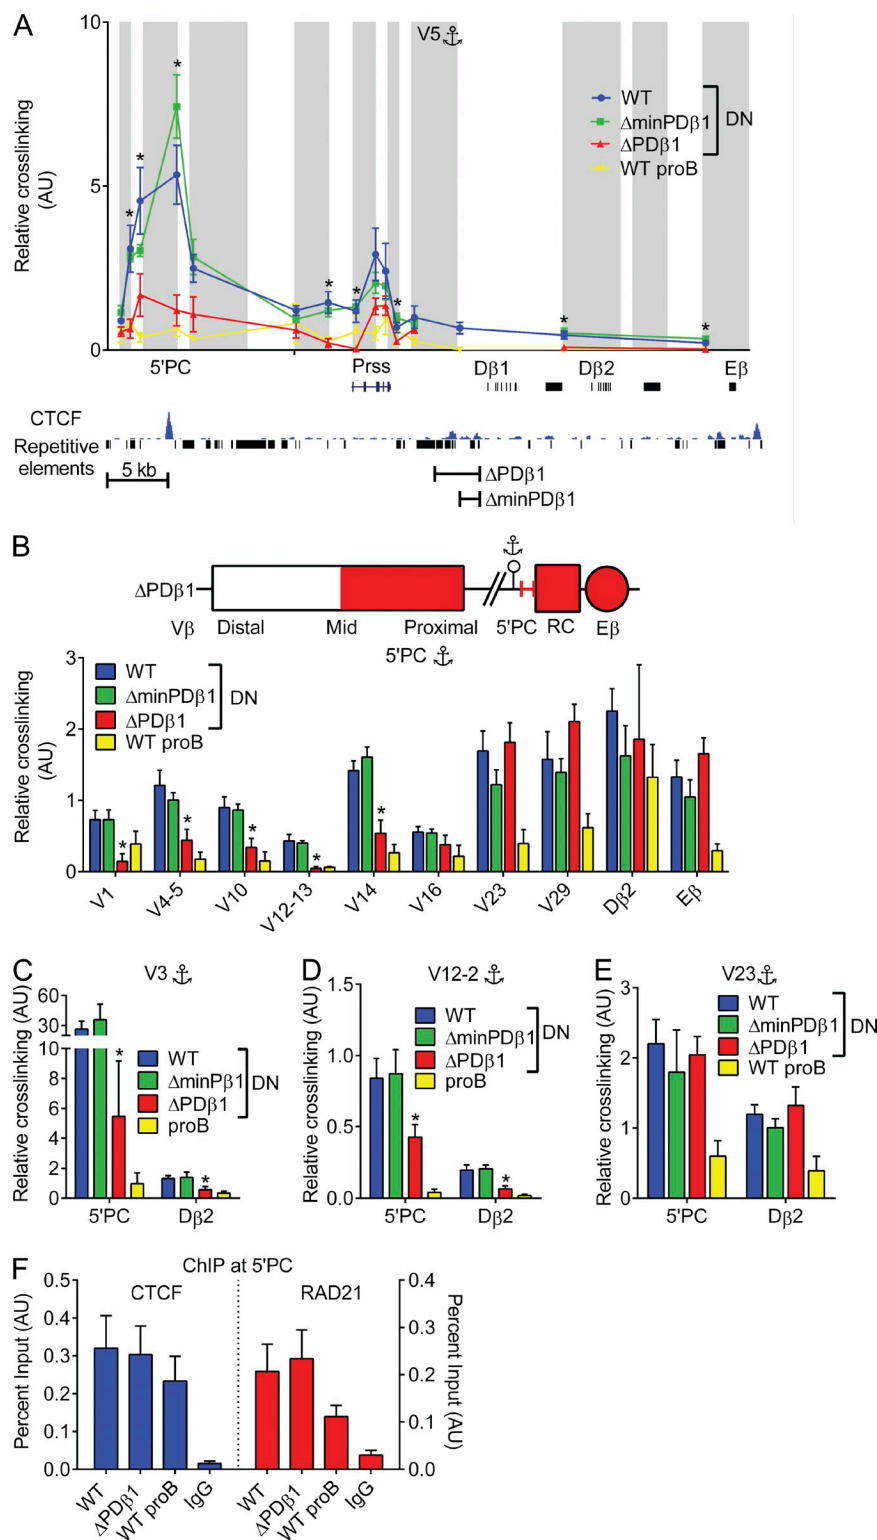 A
V5
10
5
0
Relative crosslinking
(AU)
*
*
*
*
*
*
*
*
WT
ΔminPDβ1
ΔPDβ1
WT proB
DN
5'PC
Prss
Dβ1
Dβ2
Eβ
CTCF
Repetitive
elements
5 kb
ΔPDβ1
ΔminPDβ1
B
ΔPDβ1
Vβ
Distal
Mid
Proximal
5'PC
RC
Eβ
5'PC
3
2
1
0
Relative crosslinking
(AU)
WT
ΔminPDβ1
ΔPDβ1
WT proB
DN
*
*
*
*
*
V1
V4-5
V10
V12-13
V14
V16
V23
V29
Dβ2
Eβ
C
V3
60
30
10
8
6
4
2
0
Relative crosslinking (AU)
WT
ΔminPβ1
ΔPDβ1
proB
DN
*
*
5'PC
Dβ2
D
V12-2
1.5
1.0
0.5
0.0
Relative crosslinking (AU)
WT
ΔminPDβ1
ΔPDβ1
proB
DN
*
*
5'PC
Dβ2
E
V23
3
2
1
0
Relative crosslinking (AU)
WT
ΔminPDβ1
ΔPDβ1
WT proB
DN
5'PC
Dβ2
F
ChIP at 5'PC
CTCF
RAD21
0.5
0.4
0.3
0.2
0.1
0.0
Percent Input (AU)
0.4
0.3
0.2
0.1
0.0
Percent Input
(AU)
WT
ΔPDβ1
WT proB
IgG
WT
ΔPDβ1
WT proB
IgG